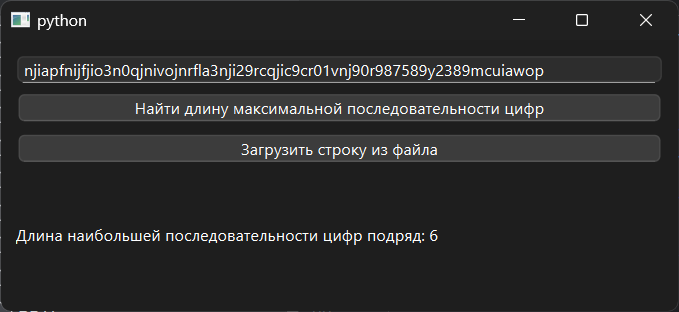 python
njiapfnijfjio3n0qjnivojnrfla3nji29rcqjic9cr01vnj90r987589y2389mcuiawop
Найти длину максимальной последовательности цифр
Загрузить строку из файла
Длина наибольшей последовательности цифр подряд: 6